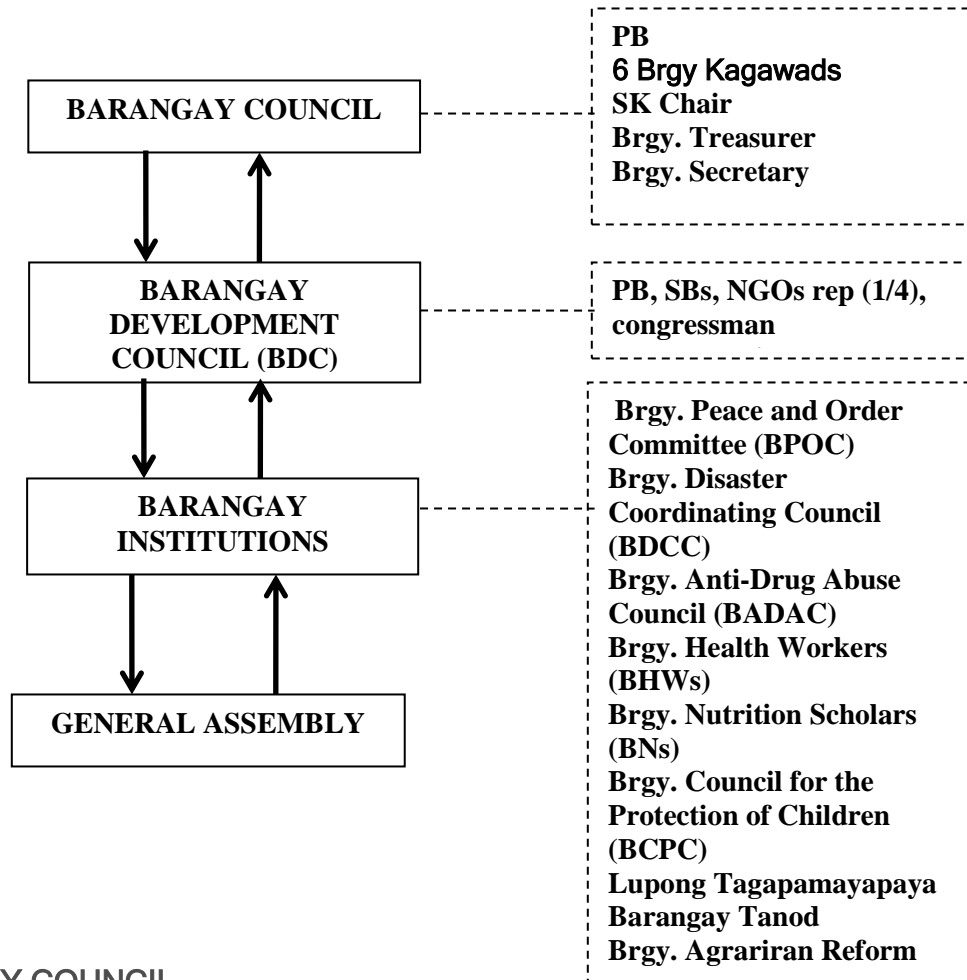 BARANGAY COUNCIL
PB
6 Brgy Kagawads
SK Chair
Brgy. Treasurer
Brgy. Secretary
BARANGAY
DEVELOPMENT
COUNCIL (BDC)
PB, SBs, NGOs rep (1/4),
congressman
BARANGAY
INSTITUTIONS
Brgy. Peace and Order
Committee (BPOC)
Brgy. Disaster
Coordinating Council
(BDCC)
Brgy. Anti-Drug Abuse
Council (BADAC)
Brgy. Health Workers
(BHWs)
Brgy. Nutrition Scholars
(BNs)
Brgy. Council for the
Protection of Children
(BCPC)
Lupong Tagapamayapaya
Barangay Tanod
Brgy. Agrariran Reform
GENERAL ASSEMBLY